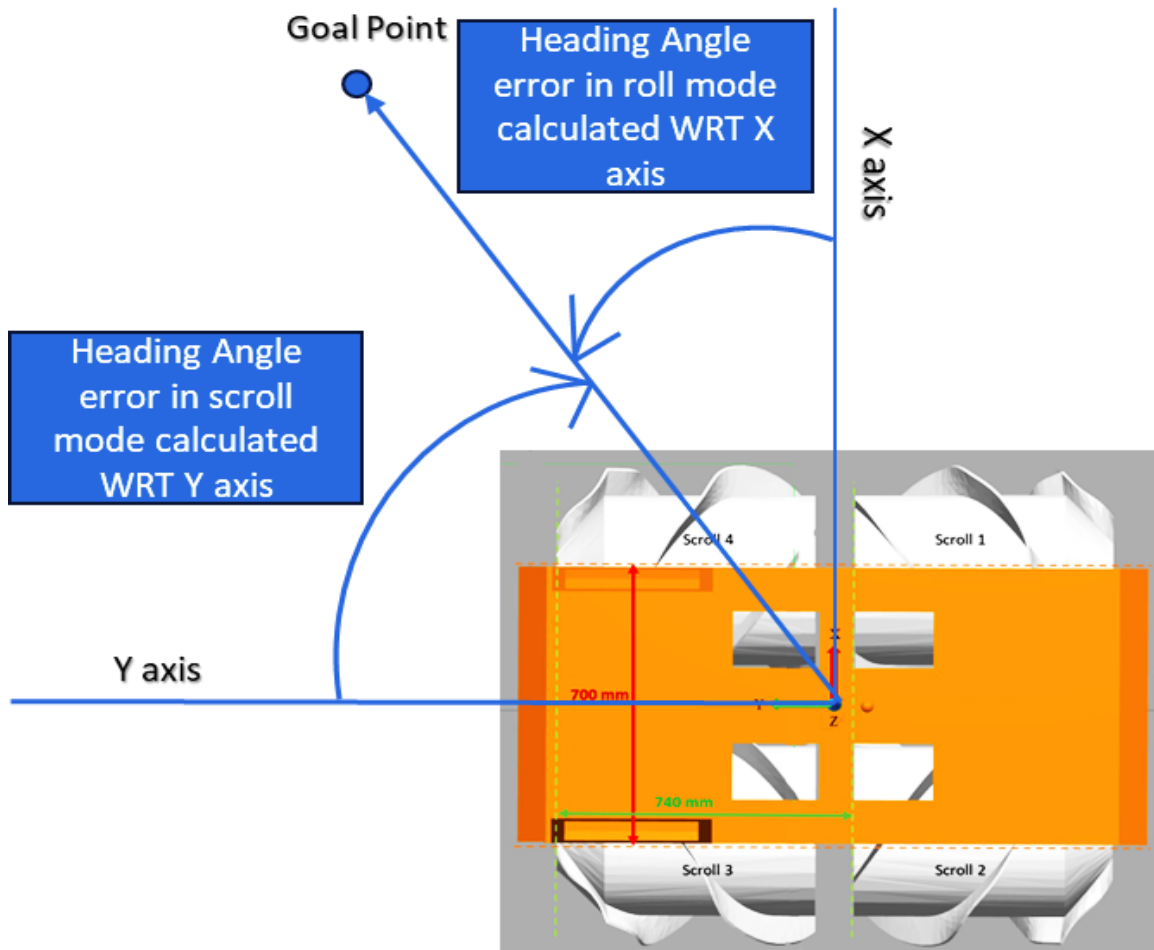 Goal Point
Heading Angle
error in roll mode
calculated WRT X
axis
X axis
Heading Angle
error in scroll
mode calculated
WRT Y axis
Y axis
Scroll 4
Scroll 1
X
700 mm
Y
Z
740 mm
Scroll 3
Scroll 2